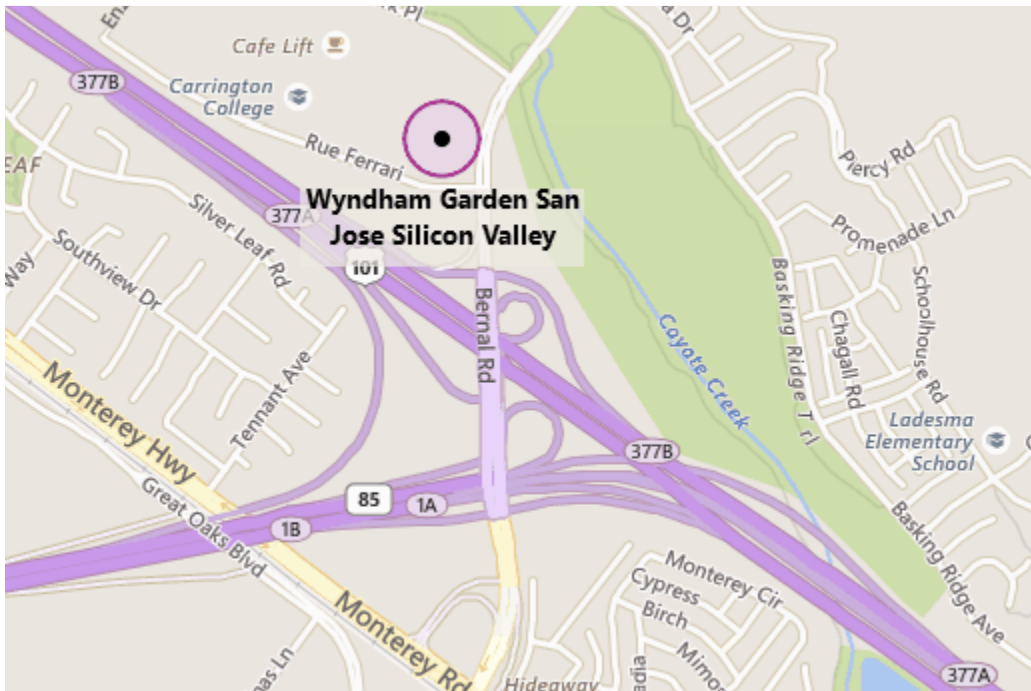 Cafe Lift
377B
Carrington
College
Rue Ferrari
Wyndham Garden San
Jose Silicon Valley
377A
101
Silver Leaf Rd
Southview Dr
Way
Tennant Ave
Bernal Rd
Coyote Creek
Piercy Rd
Promenade Ln
Schoolhouse Rd
Chagall Rd
Basking Ridge Trl
Ladesma
Elementary
School
Monterey Hwy
Great Oaks Blvd
85
1A
1B
377B
Basking Ridge Ave
Monterey Cir
Cypress
Birch
Monterey Rd
Hideaway
377A